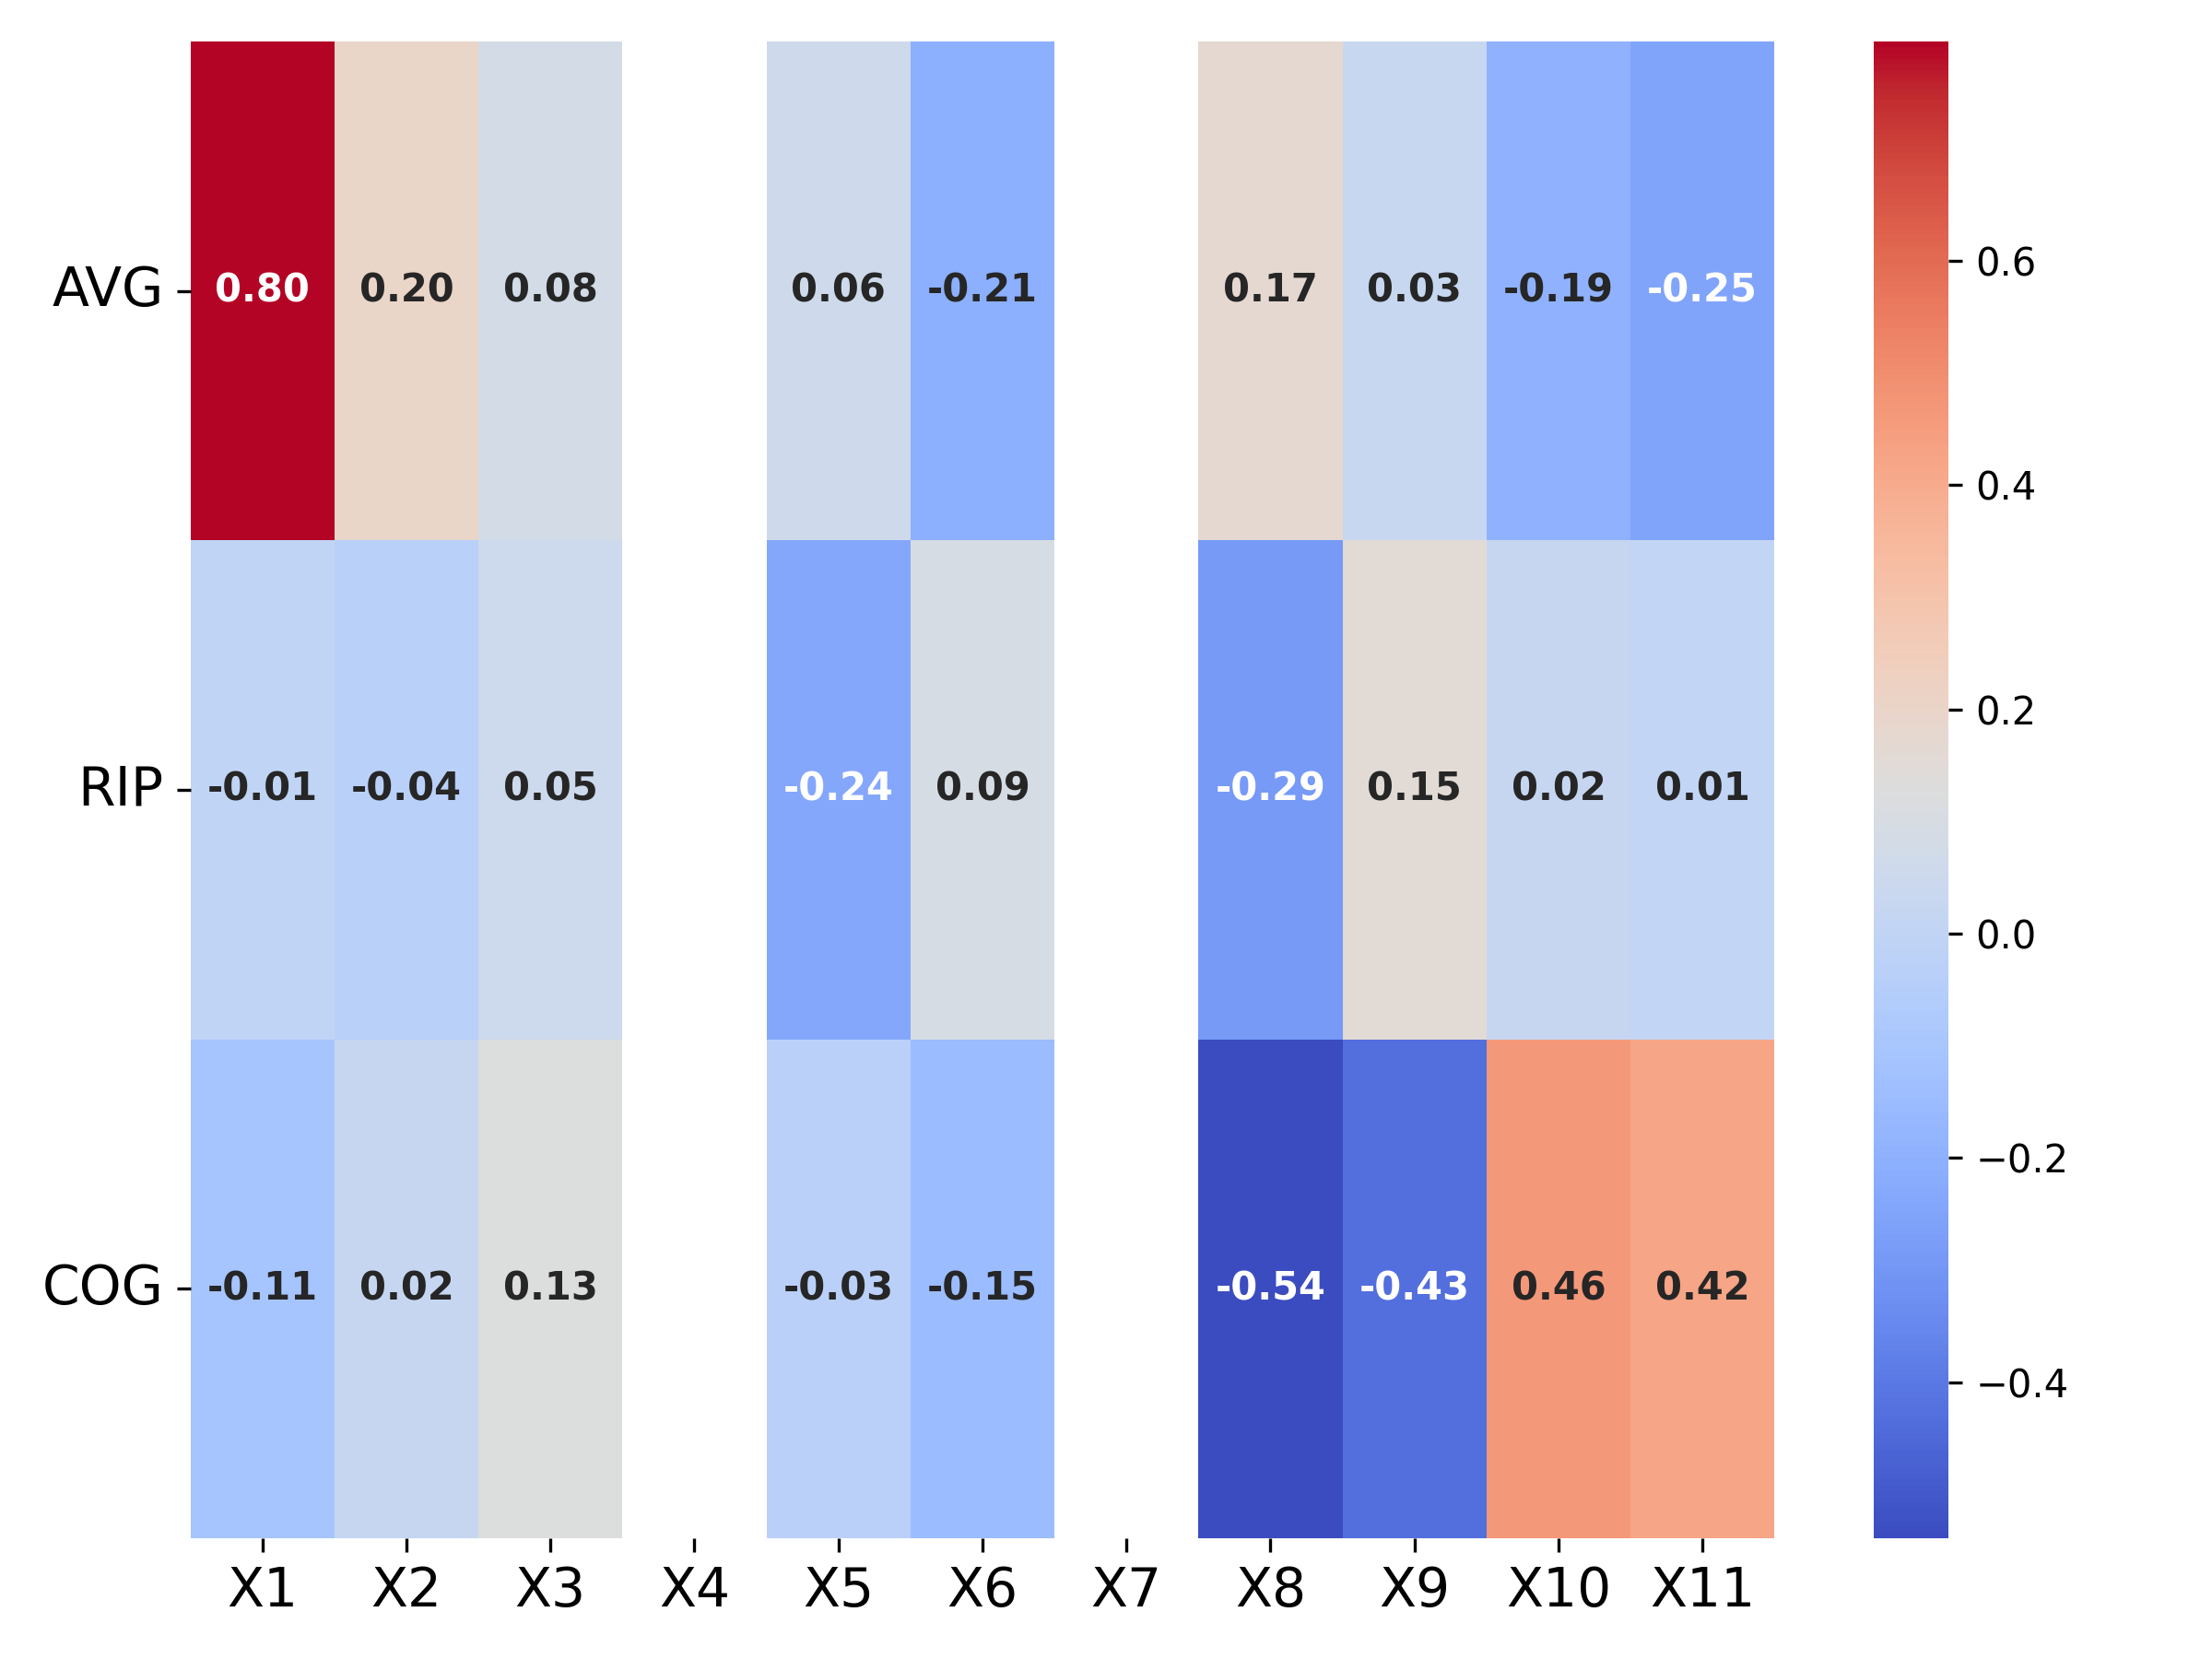 AVG 0.80 0.20 0.08 0.06 -0.21 0.17 0.03 -0.19 -0.25
RIP -0.01 -0.04 0.05 -0.24 0.09 -0.29 0.15 0.02 0.01
COG -0.11 0.02 0.13 -0.03 -0.15 -0.54 -0.43 0.46 0.42
X1 X2 X3 X4 X5 X6 X7 X8 X9 X10 X11
0.6
0.4
0.2
0.0
−0.2
−0.4